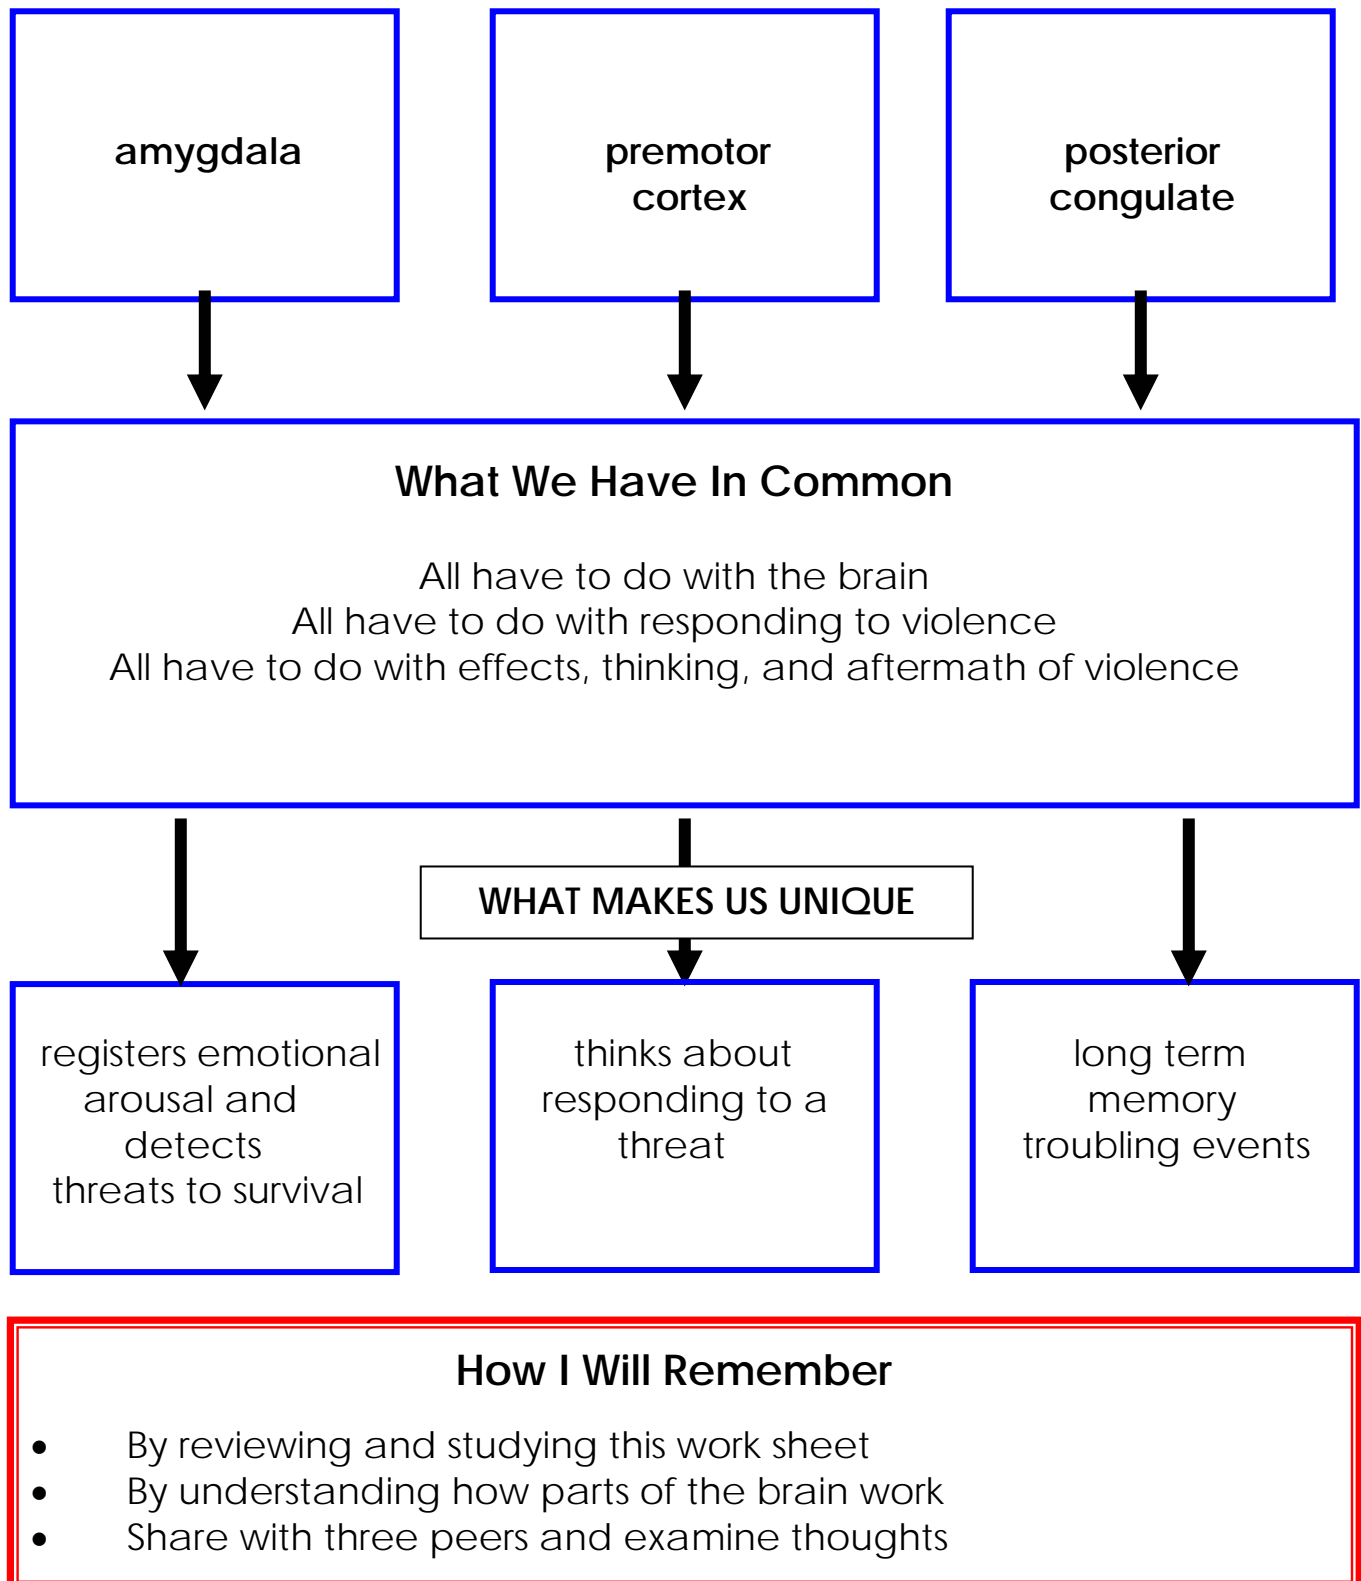 amygdala
premotor
cortex
posterior
congulate
What We Have In Common
All have to do with the brain
All have to do with responding to violence
All have to do with effects, thinking, and aftermath of violence
WHAT MAKES US UNIQUE
registers emotional
arousal and
detects
threats to survival
thinks about
responding to a
threat
long term
memory
troubling events
How I Will Remember
• By reviewing and studying this work sheet
• By understanding how parts of the brain work
• Share with three peers and examine thoughts